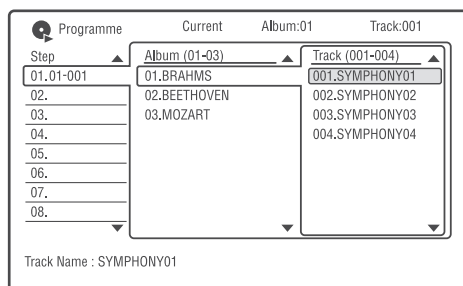 Programme Current Album:01 Track:001
Step Album (01-03) Track (001-004)
01.01-001 01.BRAHMS 001.SYMPHONY01
02. 02.BEETHOVEN 002.SYMPHONY02
03. 03.MOZART 003.SYMPHONY03
04. 004.SYMPHONY04
05.
06.
07.
08.
Track Name : SYMPHONY01